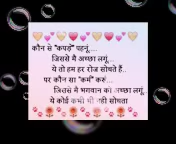 कौन से "कपड़े" पहनूं....
जिससे मै अच्छा लगूं,
ये तो हम हर रोज सोचते हैं..
पर कौन सा "कर्म" करूं....
जिससे मै भगवान को अच्छा लगूं,
ये कोई कभी भी नही सोचता